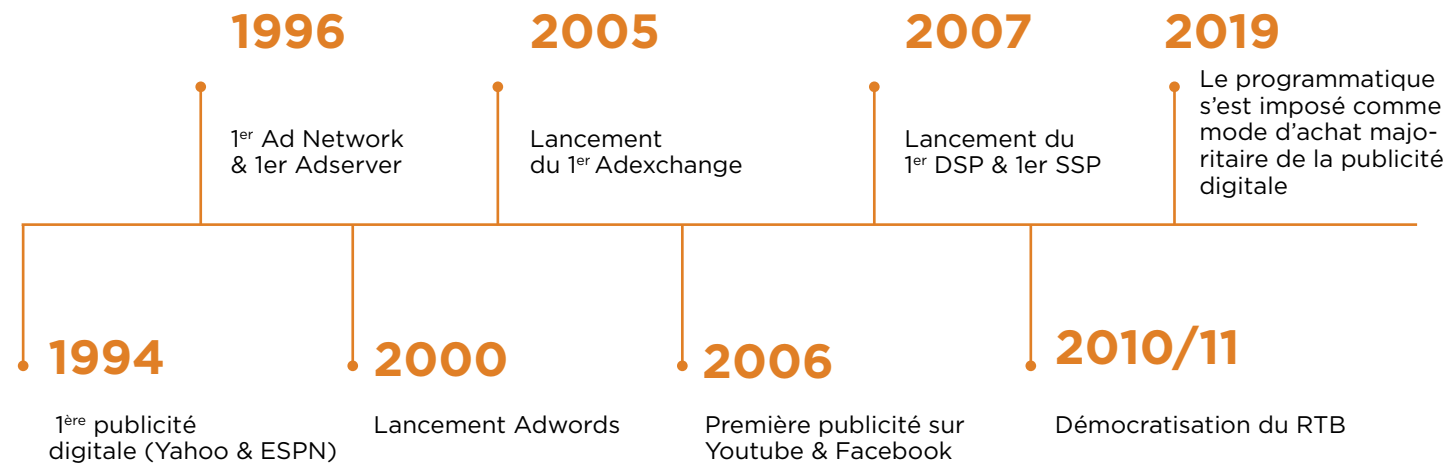 1996
1er Ad Network
& 1er Adserver
2005
Lancement
du 1er Adexchange
2007
Lancement du
1er DSP & 1er SSP
2019
Le programmatique
s’est imposé comme
mode d’achat majo-
ritaire de la publicité
digitale
1994
1ère publicité
digitale (Yahoo & ESPN)
2000
Lancement Adwords
2006
Première publicité sur
Youtube & Facebook
2010/11
Démocratisation du RTB